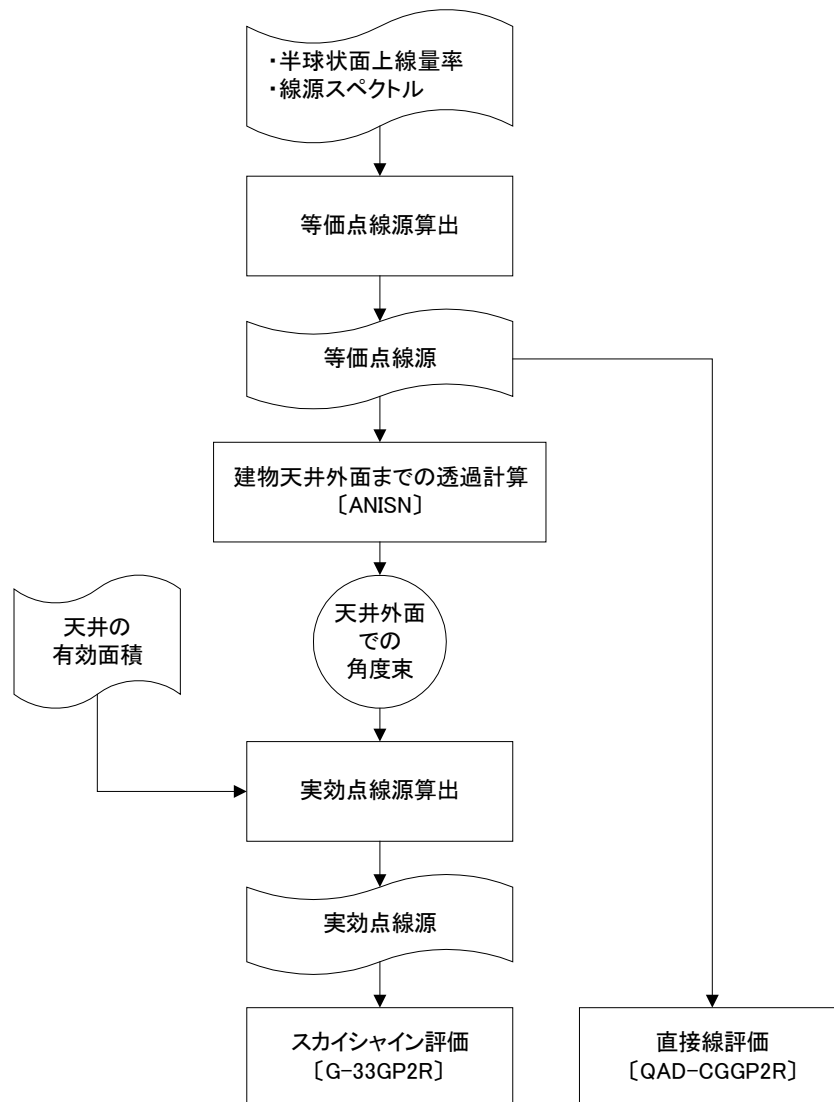 ・半球状面上線量率
・線源スペクトル
等価点線源算出
等価点線源
建物天井外面までの透過計算
〔ANISN〕
天井外面
での
角度束
天井の
有効面積
実効点線源算出
実効点線源
スカイシャイン評価
〔G-33GP2R〕
直接線評価
〔QAD-CGGP2R〕